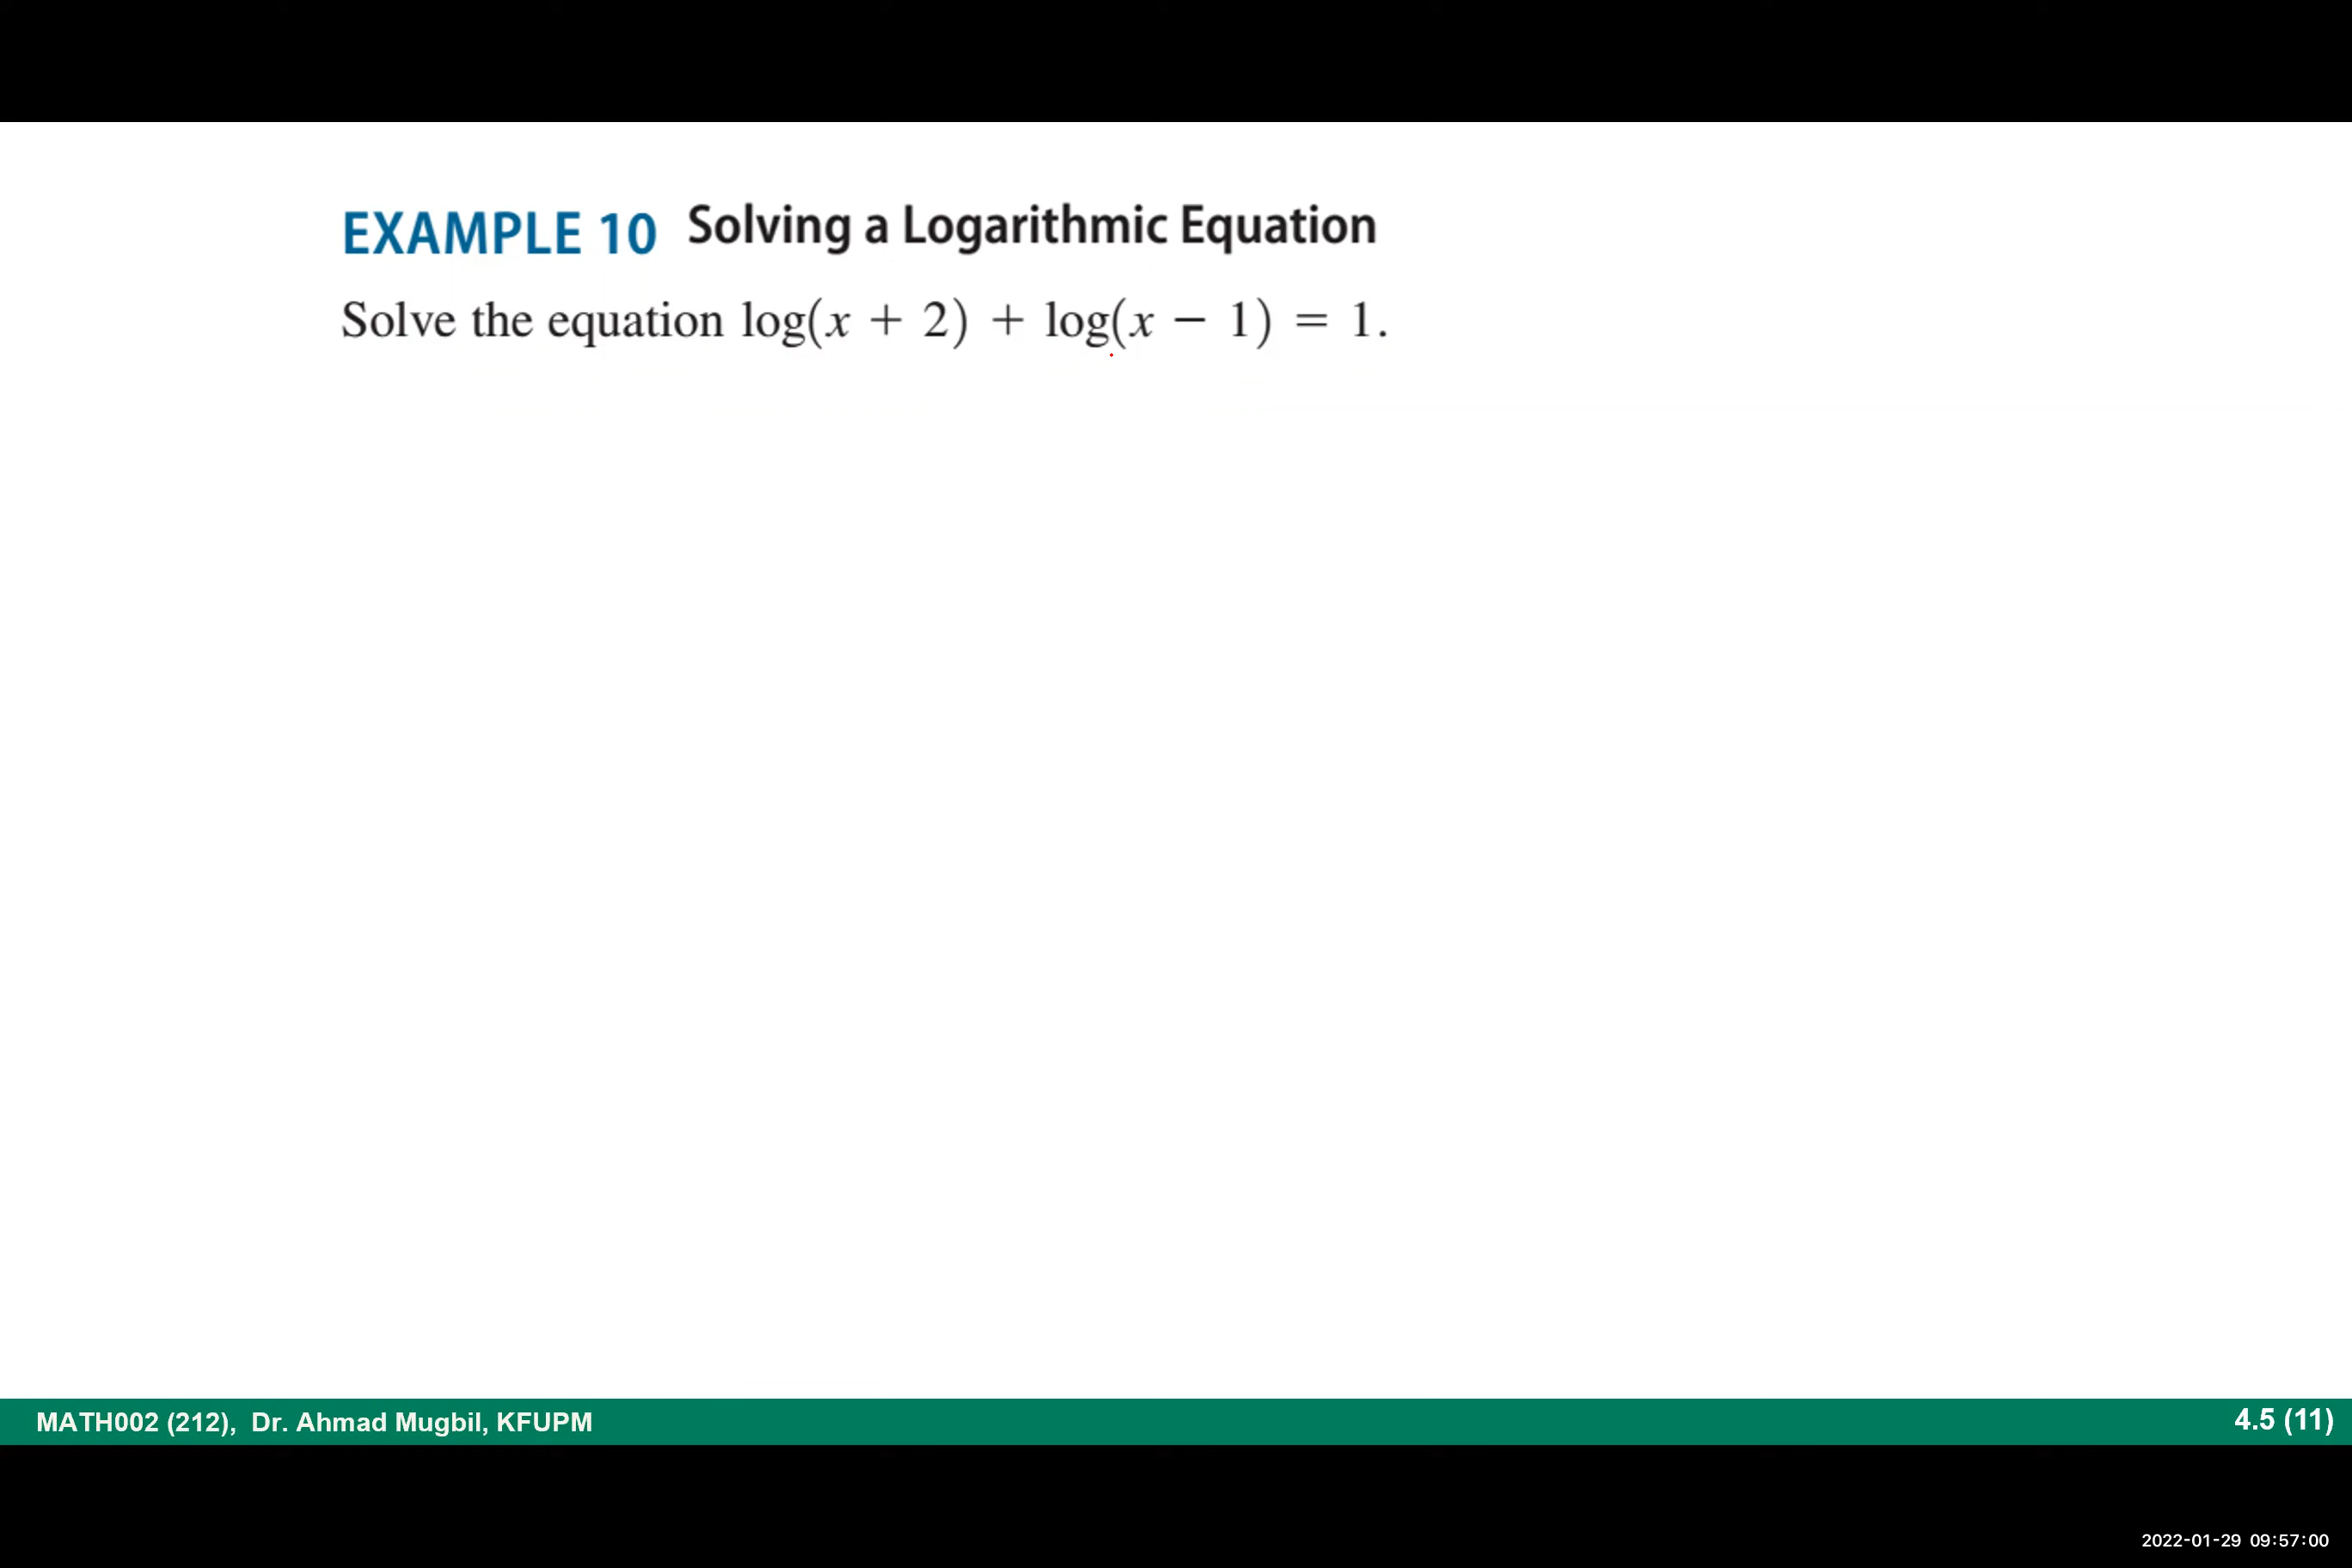 EXAMPLE 10 Solving a Logarithmic Equation
Solve the equation log(x + 2) + log(x − 1) = 1.
MATH002 (212), Dr. Ahmad Mugbil, KFUPM
4.5 (11)
2022-01-29 09:57:00